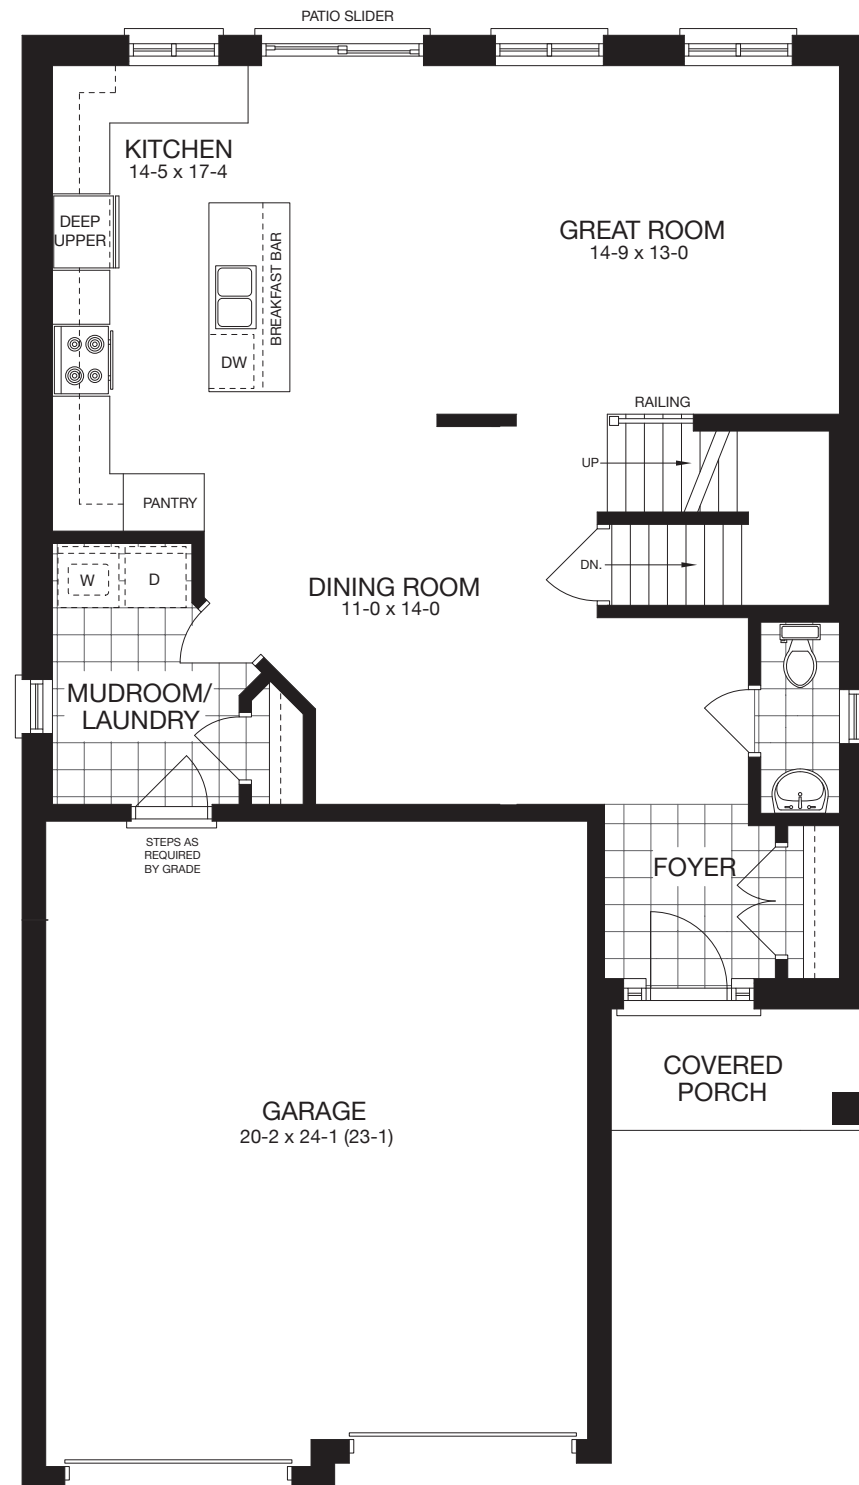 PATIO SLIDER
KITCHEN
14-5 x 17-4
DEEP
UPPER
BREAKFAST BAR
DW
GREAT ROOM
14-9 x 13-0
RAILING
UP
PANTRY
DN.
W
D
DINING ROOM
11-0 x 14-0
MUDROOM/
LAUNDRY
STEPS AS
REQUIRED
BY GRADE
FOYER
COVERED
PORCH
GARAGE
20-2 x 24-1 (23-1)